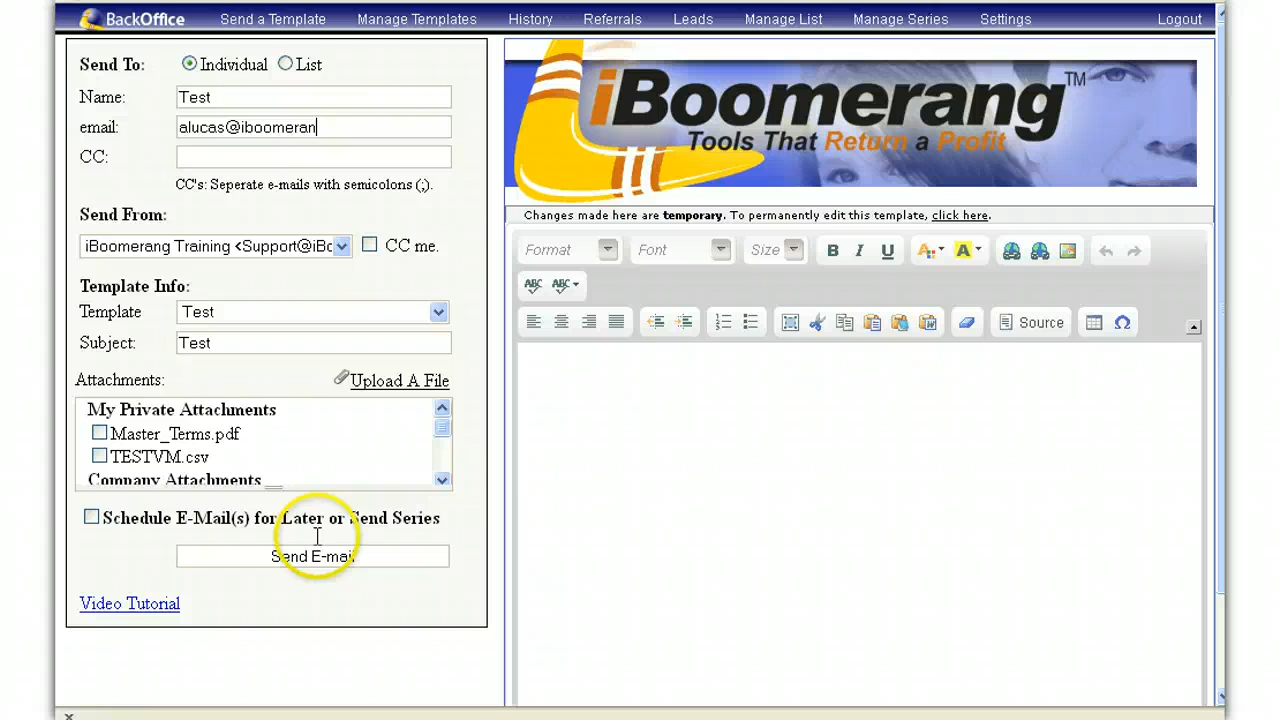 BackOffice Send a Template Manage Templates History Referrals Leads Manage List Manage Series Settings Logout
Send To: Individual List
Name: Test
email: alucas@iboomeran
CC:
CC's: Seperate e-mails with semicolons (;).
Send From:
iBoomerang Training <Support@iBo CC me.
Template Info:
Template Test
Subject: Test
Attachments: Upload A File
My Private Attachments
Master_Terms.pdf
TESTVM.csv
Company Attachments
Schedule E-Mail(s) for Later or Send Series
Send E-mail
Video Tutorial
iBoomerang™
Tools That Return a Profit
Changes made here are temporary. To permanently edit this template, click here.
Format Font Size B I U A A
ABC ABC
Source Ω